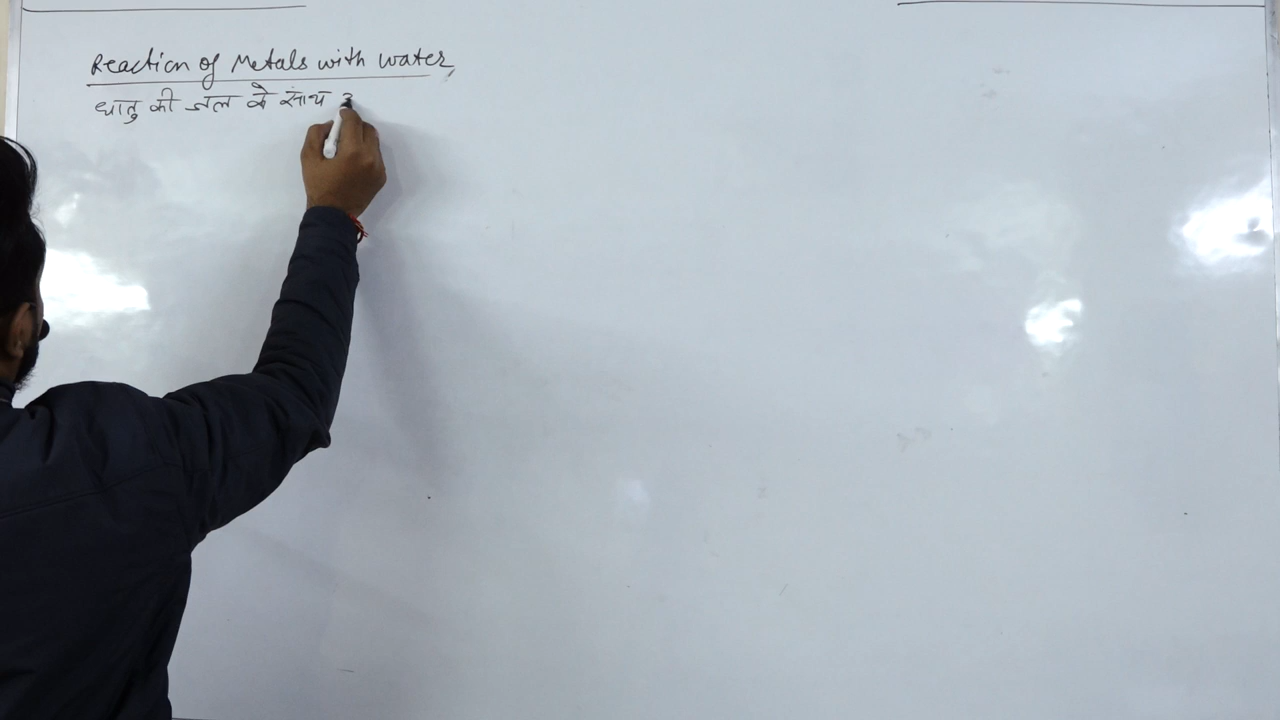 Reaction of Metals with water
धातु की जल के साथ